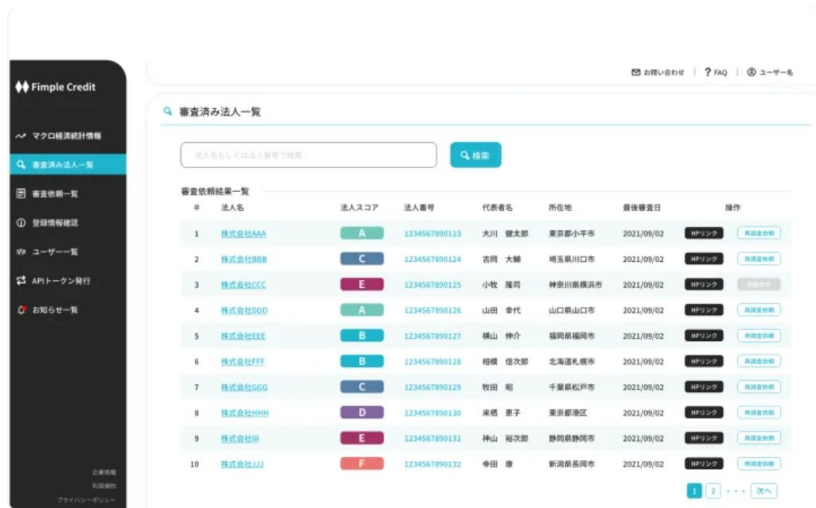 お問い合わせ | ? FAQ | ユーザー名
Fimple Credit
マクロ経済統計情報
審査済み法人一覧
審査依頼一覧
登録情報確認
ユーザー一覧
APIトークン発行
お知らせ一覧
企業情報
利用規約
プライバシーポリシー
審査済み法人一覧
法人名もしくは法人番号で検索
検索
審査依頼結果一覧
# 法人名 法人スコア 法人番号 代表者名 所在地 最後審査日 操作
1 株式会社AAA A 1234567890123 大川 健太郎 東京都小平市 2021/09/02 HPリンク 再調査依頼
2 株式会社BBB C 1234567890124 吉岡 大輔 埼玉県川口市 2021/09/02 HPリンク 再調査依頼
3 株式会社CCC E 1234567890125 小牧 隆司 神奈川県横浜市 2021/09/02 HPリンク
4 株式会社DDD A 1234567890126 山田 幸代 山口県山口市 2021/09/02 HPリンク 再調査依頼
5 株式会社EEE B 1234567890127 横山 伸介 福岡県福岡市 2021/09/02 HPリンク 再調査依頼
6 株式会社FFF B 1234567890128 相模 信次郎 北海道札幌市 2021/09/02 HPリンク 再調査依頼
7 株式会社GGG C 1234567890129 牧田 昭 千葉県松戸市 2021/09/02 HPリンク 再調査依頼
8 株式会社HHH D 1234567890130 来栖 恵子 東京都港区 2021/09/02 HPリンク 再調査依頼
9 株式会社III E 1234567890131 神山 裕次郎 静岡県静岡市 2021/09/02 HPリンク 再調査依頼
10 株式会社JJJ F 1234567890132 幸田 康 新潟県長岡市 2021/09/02 HPリンク 再調査依頼
1 2 ・・・ 次へ